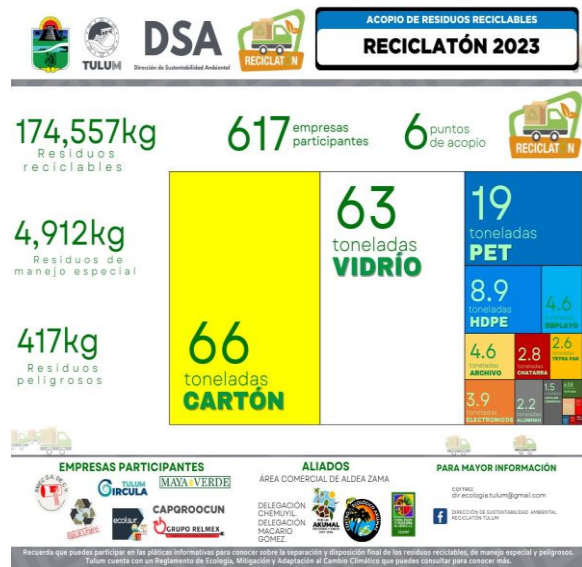 TULUM
DSA
Dirección de Sustentabilidad Ambiental
RECICLATÓN
ACOPIO DE RESIDUOS RECICLABLES
RECICLATÓN 2023
174,557kg
Residuos
reciclables
617 empresas
participantes
6 puntos
de acopio
RECICLATÓN
4,912kg
Residuos de
manejo especial
417kg
Residuos
peligrosos
66
toneladas
CARTÓN
63
toneladas
VIDRÍO
19
toneladas
PET
8.9
toneladas
HDPE
4.6
toneladas
EMPLAYE
4.6
toneladas
ARCHIVO
2.8
toneladas
CHATARRA
2.6
toneladas
TETRA PAK
3.9
toneladas
ELECTRÓNICOS
2.2
toneladas
ALUMINIO
1.5
EMPRESAS PARTICIPANTES
TULUM
CIRCULA
MAYA VERDE
ecolsur
CAPQROOCUN
GRUPO RELMEX
ALIADOS
ÁREA COMERCIAL DE ALDEA ZAMA
DELEGACIÓN
CHEMUYIL.
DELEGACIÓN
MACARIO
GÓMEZ.
AKUMAL
PARA MAYOR INFORMACIÓN
correo:
dir.ecologia.tulum@gmail.com
DIRECCIÓN DE SUSTENTABILIDAD AMBIENTAL
RECICLATÓN TULUM
Recuerda que puedes participar en las pláticas informativas para conocer sobre la separación y disposición final de los residuos reciclables, de manejo especial y peligrosos.
Tulum cuenta con un Reglamento de Ecología, Mitigación y Adaptación al Cambio Climático que puedes consultar para conocer más.